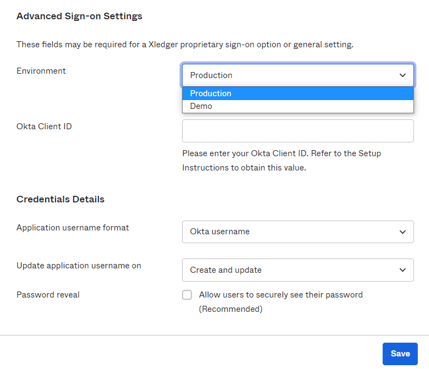 Advanced Sign-on Settings
These fields may be required for a Xledger proprietary sign-on option or general setting.
Environment
Production
Production
Demo
Okta Client ID
Please enter your Okta Client ID. Refer to the Setup
Instructions to obtain this value.
Credentials Details
Application username format
Okta username
Update application username on
Create and update
Password reveal
Allow users to securely see their password
(Recommended)
Save